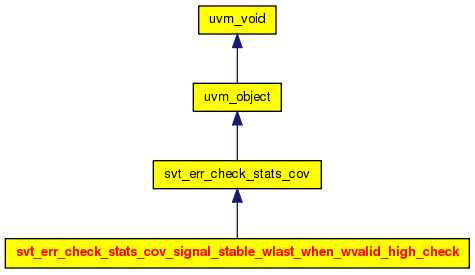 uvm_void
uvm_object
svt_err_check_stats_cov
svt_err_check_stats_cov_signal_stable_wlast_when_wvalid_high_check